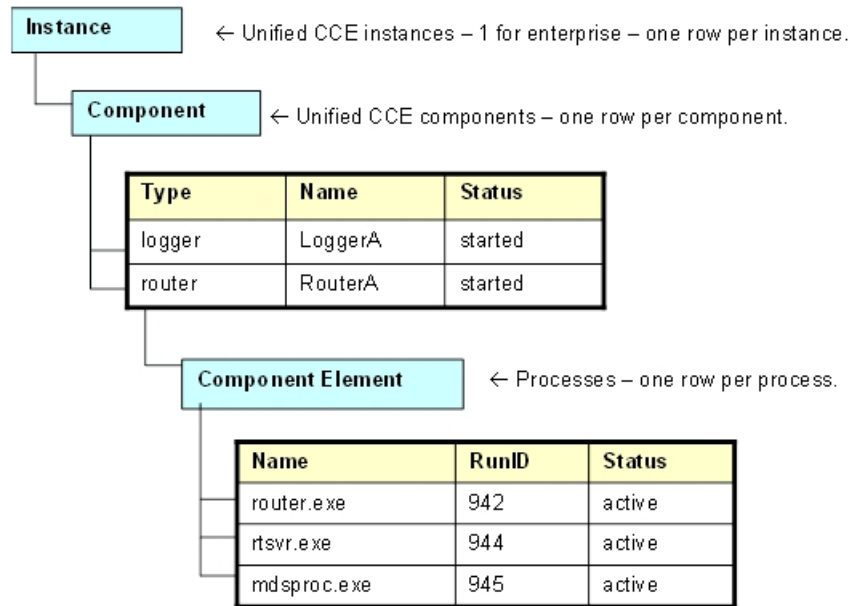 Instance
← Unified CCE instances – 1 for enterprise – one row per instance.
Component
← Unified CCE components – one row per component.
Type Name Status
logger LoggerA started
router RouterA started
Component Element
← Processes – one row per process.
Name RunID Status
router.exe 942 active
rtsvr.exe 944 active
mdsproc.exe 945 active